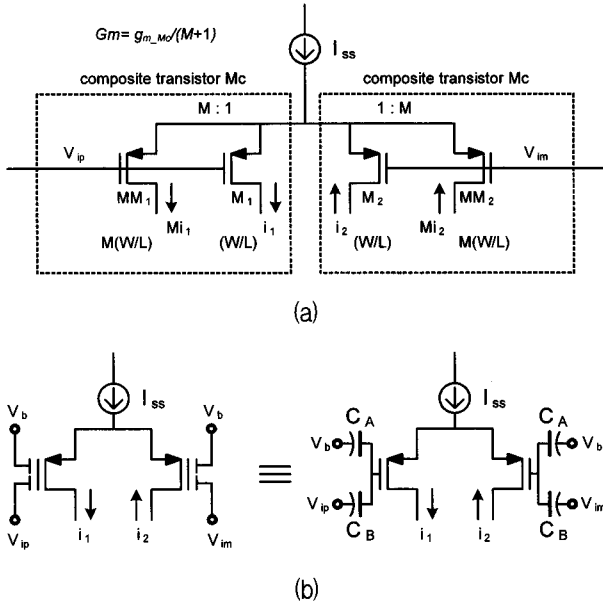 Gm= g_m_Mc/(M+1)
I_ss
composite transistor Mc
composite transistor Mc
M : 1
1 : M
V_ip
V_im
MM_1
M_1
M_2
MM_2
Mi_1
i_1
i_2
Mi_2
M(W/L)
(W/L)
(W/L)
M(W/L)
(a)
I_ss
I_ss
V_b
V_b
C_A
C_A
V_b
V_b
V_ip
V_im
V_ip
V_im
i_1
i_2
C_B
i_1
i_2
C_B
(b)